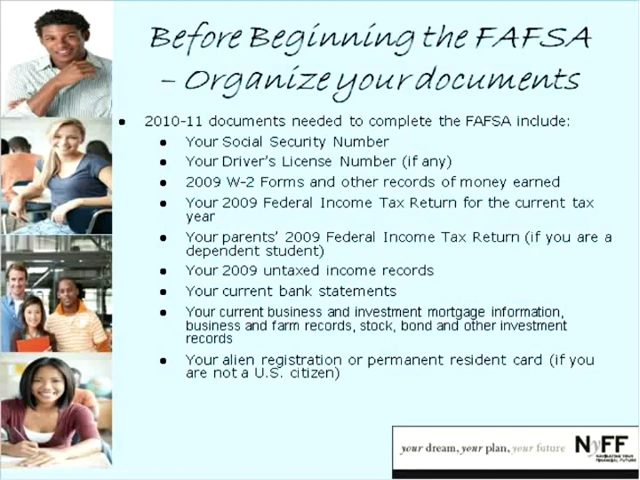 Before Beginning the FAFSA
– Organize your documents
● 2010-11 documents needed to complete the FAFSA include:
● Your Social Security Number
● Your Driver's License Number (if any)
● 2009 W-2 Forms and other records of money earned
● Your 2009 Federal Income Tax Return for the current tax
year
● Your parents' 2009 Federal Income Tax Return (if you are a
dependent student)
● Your 2009 untaxed income records
● Your current bank statements
● Your current business and investment mortgage information,
business and farm records, stock, bond and other investment
records
● Your alien registration or permanent resident card (if you
are not a U.S. citizen)
your dream, your plan, your future NyFF
NAVIGATING YOUR
FINANCIAL FUTURE